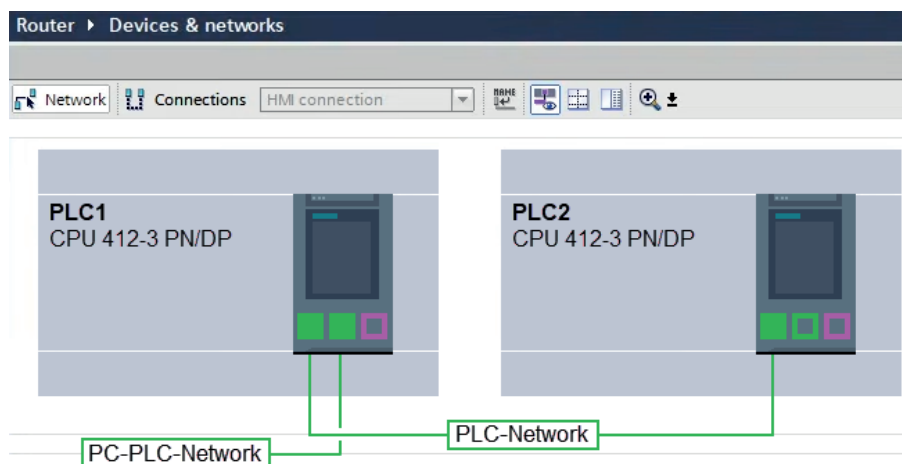 Router ▸ Devices & networks
Network Connections HMI connection NAME ±
PLC1
CPU 412-3 PN/DP
PLC2
CPU 412-3 PN/DP
PLC-Network
PC-PLC-Network